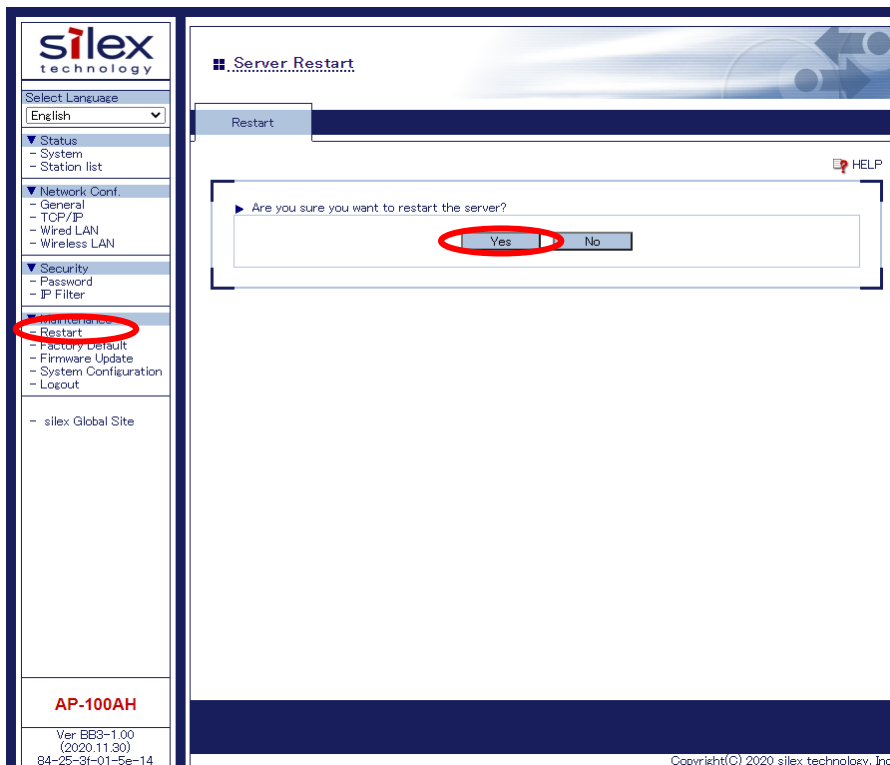 silex
technology
Select Language
English
▼ Status
- System
- Station list
▼ Network Conf.
- General
- TCP/IP
- Wired LAN
- Wireless LAN
▼ Security
- Password
- IP Filter
▼ Maintenance
- Restart
- Factory Default
- Firmware Update
- System Configuration
- Logout
- silex Global Site
AP-100AH
Ver BB3-1.00
(2020.11.30)
84-25-3f-01-5e-14
Server Restart
Restart
HELP
Are you sure you want to restart the server?
Yes No
Copyright(C) 2020 silex technology, Inc